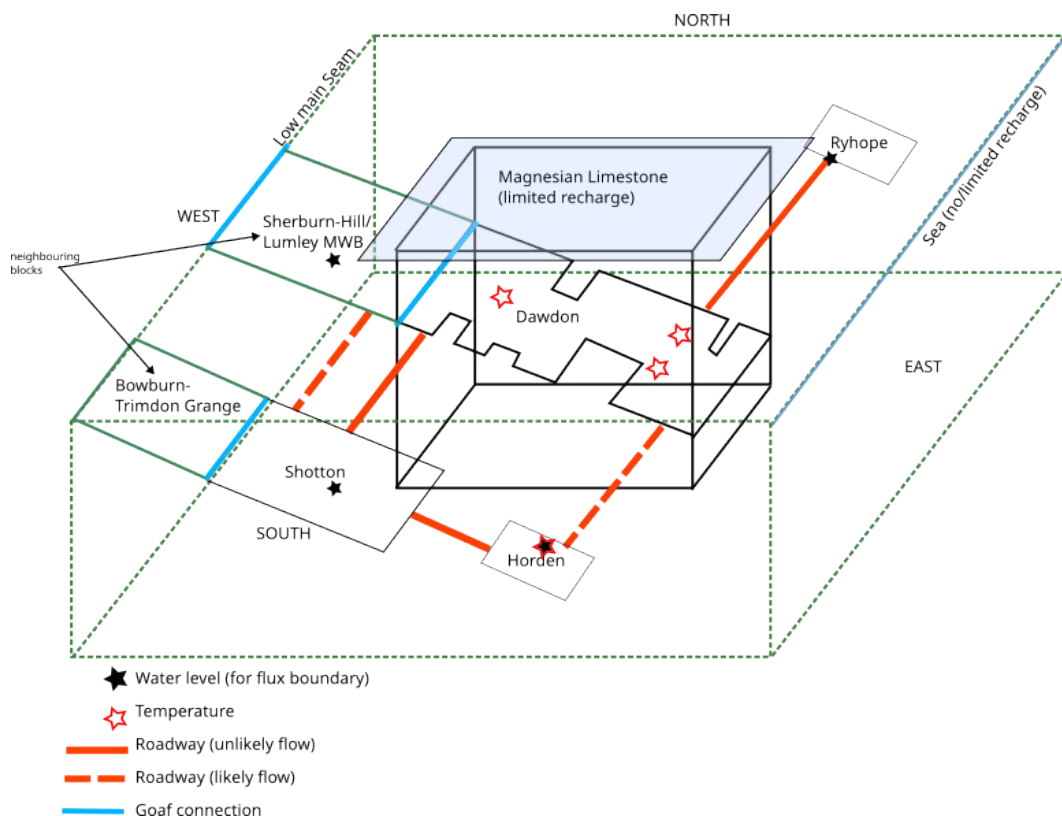 NORTH
Low main Seam
Ryhope
Magnesian Limestone
(limited recharge)
Sea (no/limited recharge)
WEST
Sherburn-Hill/
Lumley MWB
neighbouring
blocks
Dawdon
EAST
Bowburn-
Trimdon Grange
Shotton
SOUTH
Horden
Water level (for flux boundary)
Temperature
Roadway (unlikely flow)
Roadway (likely flow)
Goaf connection